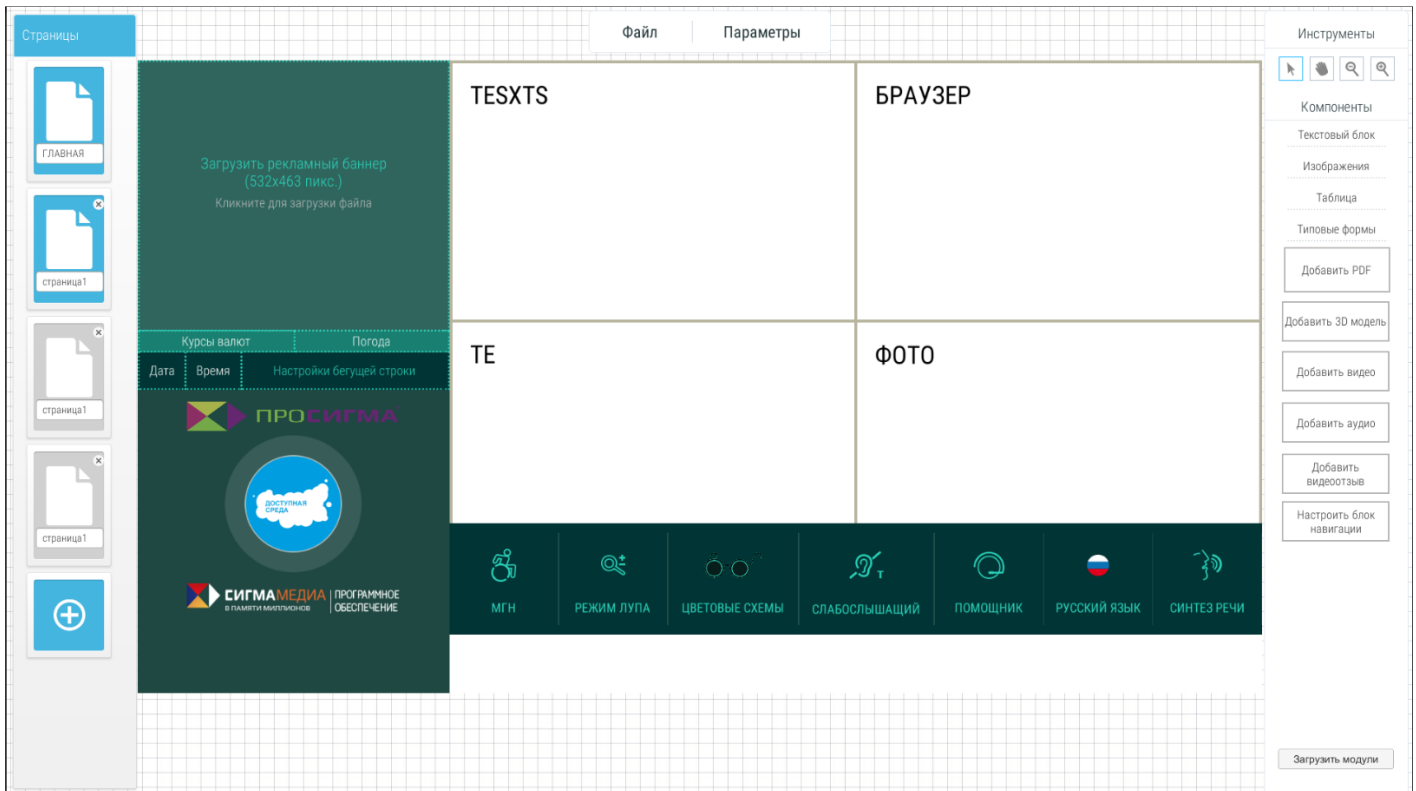 Страницы
ГЛАВНАЯ
страница1
страница1
страница1
Файл
Параметры
Загрузить рекламный баннер
(532x463 пикс.)
Кликните для загрузки файла
Курсы валют
Погода
Дата
Время
Настройки бегущей строки
ПРОСИГМА
ДОСТУПНАЯ
СРЕДА
СИГМАМЕДИА
В ПАМЯТИ МИЛЛИОНОВ
ПРОГРАММНОЕ
ОБЕСПЕЧЕНИЕ
TESXTS
БРАУЗЕР
TE
ФОТО
МГН
РЕЖИМ ЛУПА
ЦВЕТОВЫЕ СХЕМЫ
T
СЛАБОСЛЫШАЩИЙ
ПОМОЩНИК
РУССКИЙ ЯЗЫК
СИНТЕЗ РЕЧИ
Инструменты
Компоненты
Текстовый блок
Изображения
Таблица
Типовые формы
Добавить PDF
Добавить 3D модель
Добавить видео
Добавить аудио
Добавить
видеоотзыв
Настроить блок
навигации
Загрузить модули